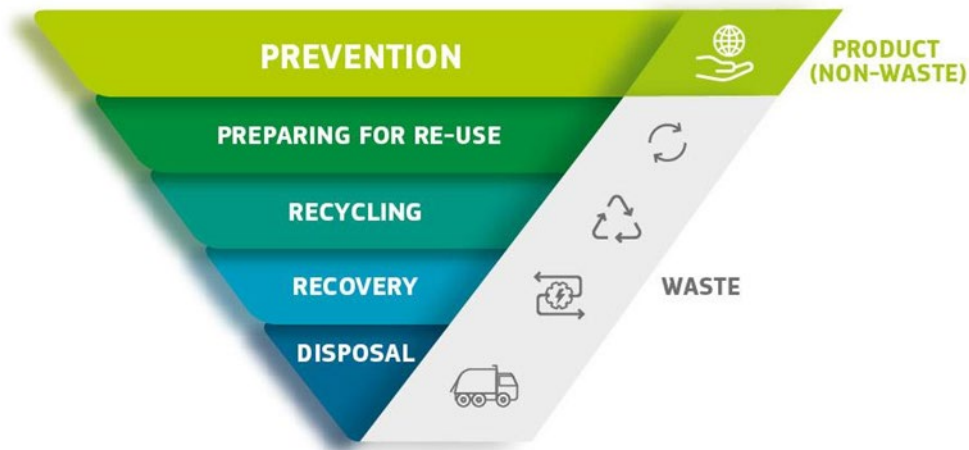 PREVENTION
PRODUCT
(NON-WASTE)
PREPARING FOR RE-USE
RECYCLING
RECOVERY
WASTE
DISPOSAL